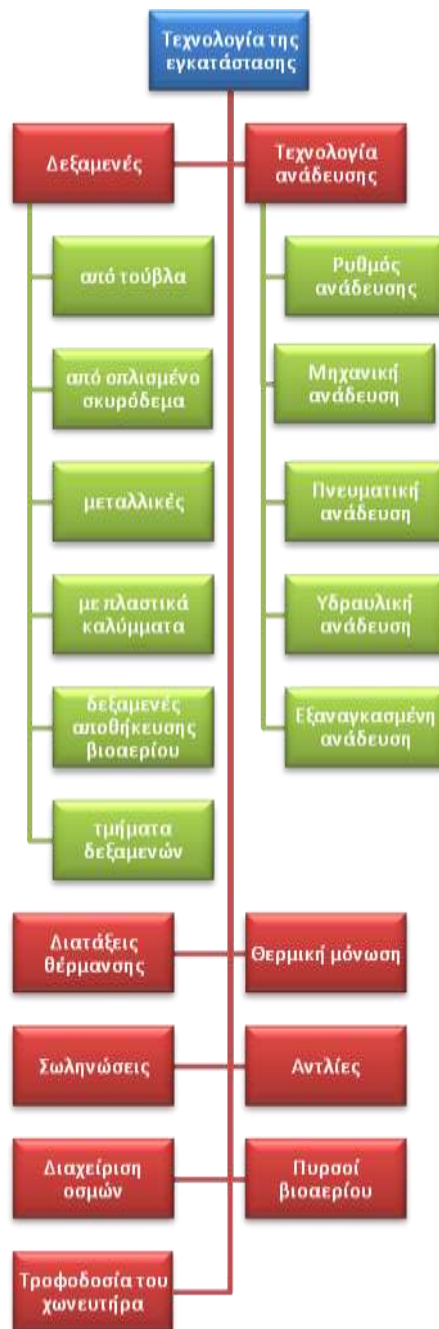 Τεχνολογία της
εγκατάστασης
Δεξαμενές
από τούβλα
από οπλισμένο
σκυρόδεμα
μεταλλικές
με πλαστικά
καλύμματα
δεξαμενές
αποθήκευσης
βιοαερίου
τμήματα
δεξαμενών
Τεχνολογία
ανάδευσης
Ρυθμός
ανάδευσης
Μηχανική
ανάδευση
Πνευματική
ανάδευση
Υδραυλική
ανάδευση
Εξαναγκασμένη
ανάδευση
Διατάξεις
θέρμανσης
Θερμική μόνωση
Σωληνώσεις
Αντλίες
Διαχείριση
οσμών
Πυρσοί
βιοαερίου
Τροφοδοσία του
χωνευτήρα